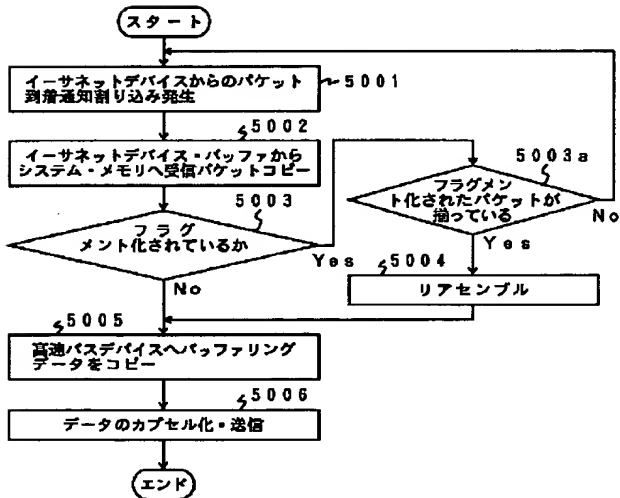 スタート
イーサネットデバイスからのパケット
到着通知割り込み発生
5001
5002
イーサネットデバイス・バッファから
システム・メモリへ受信パケットコピー
5003
フラグ
メント化されているか
Yes
No
5003a
フラグメン
ト化されたパケットが
揃っている
No
Yes
5004
リアセンブル
5005
高速バスデバイスへバッファリング
データをコピー
5006
データのカプセル化・送信
エンド